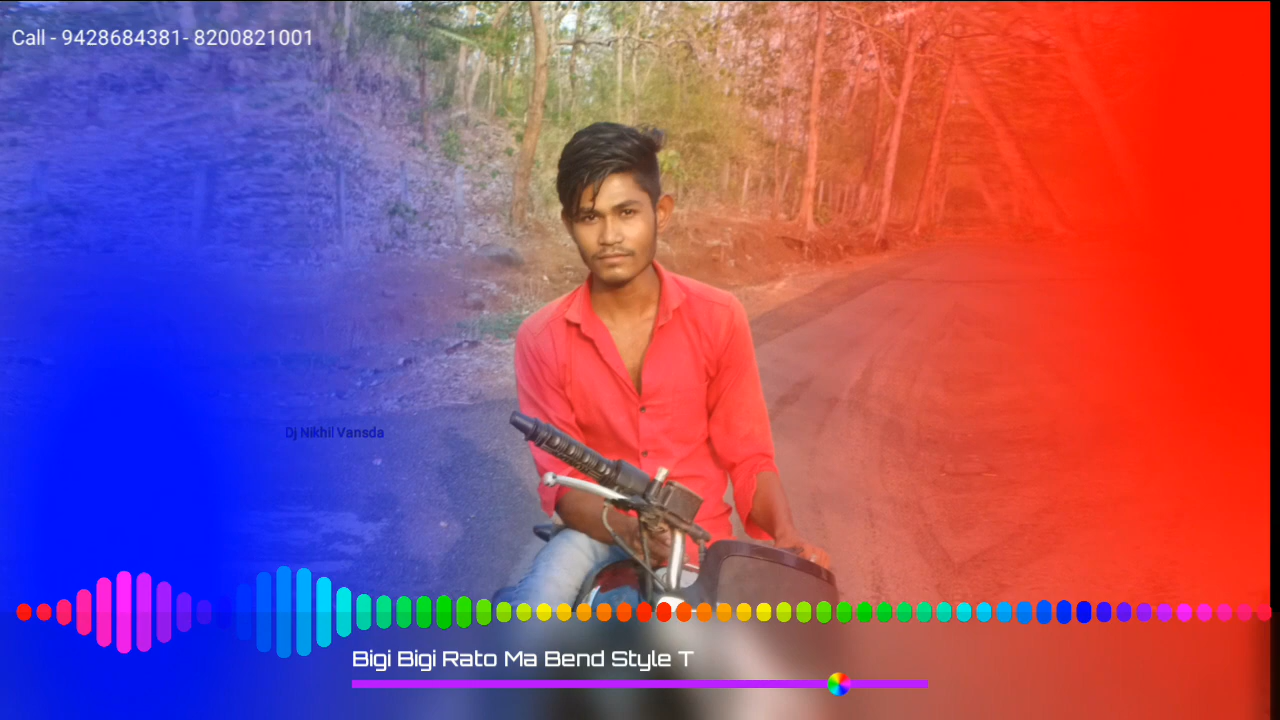 Call - 9428684381- 8200821001
Dj Nikhil Vansda
Bigi Bigi Rato Ma Bend Style T